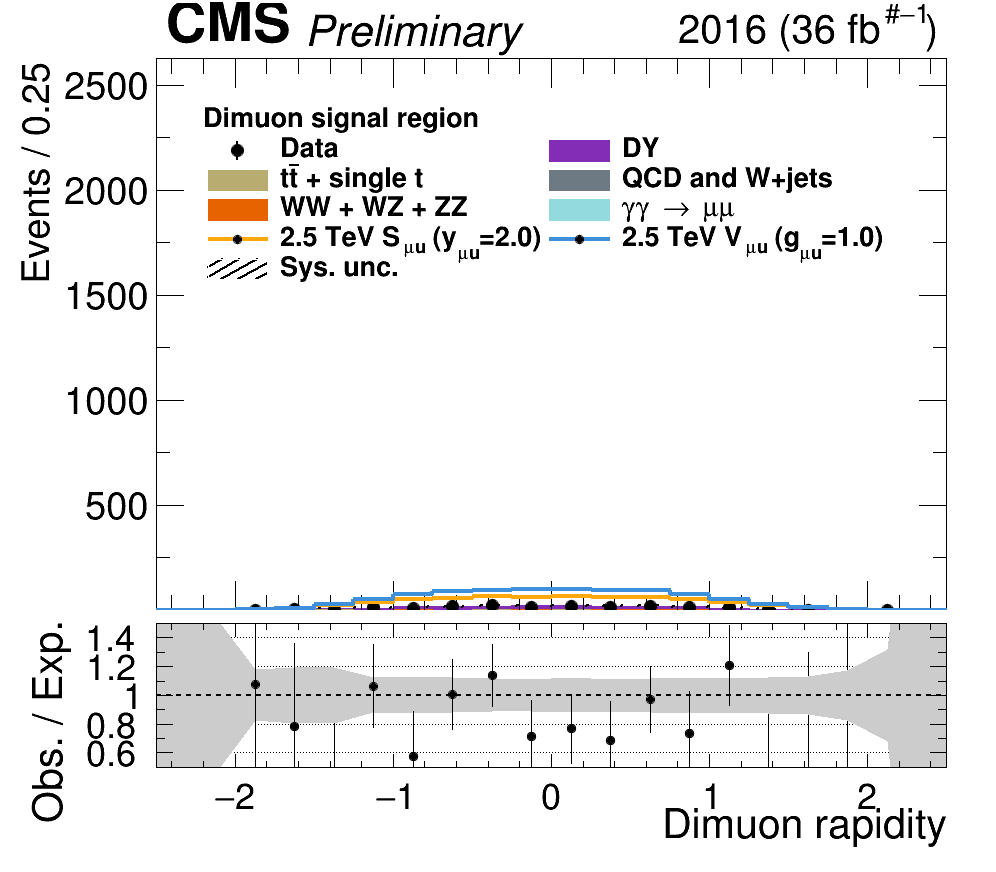 CMS Preliminary 2016 (36 fb#−1)
Events / 0.25
2500
2000
1500
1000
500
Dimuon signal region
Data
DY
tt̄ + single t
QCD and W+jets
WW + WZ + ZZ
γγ → μμ
2.5 TeV Sμu (yμu=2.0)
2.5 TeV Vμu (gμu=1.0)
Sys. unc.
Obs. / Exp.
1.4
1.2
1
0.8
0.6
−2 −1 0 1 2
Dimuon rapidity